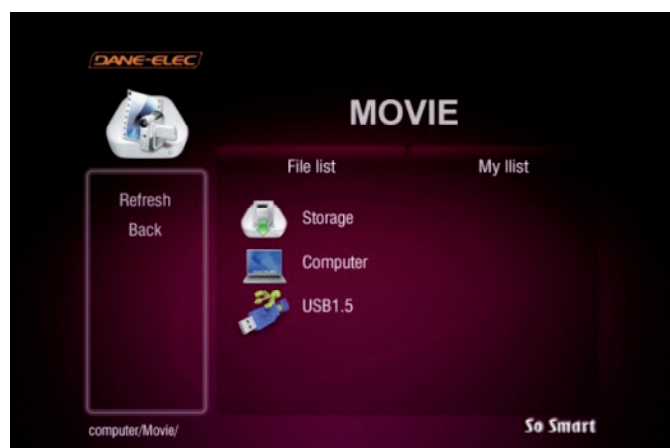 DANE-ELEC
MOVIE
File list
My llist
Refresh
Back
Storage
Computer
USB1.5
computer/Movie/
So Smart